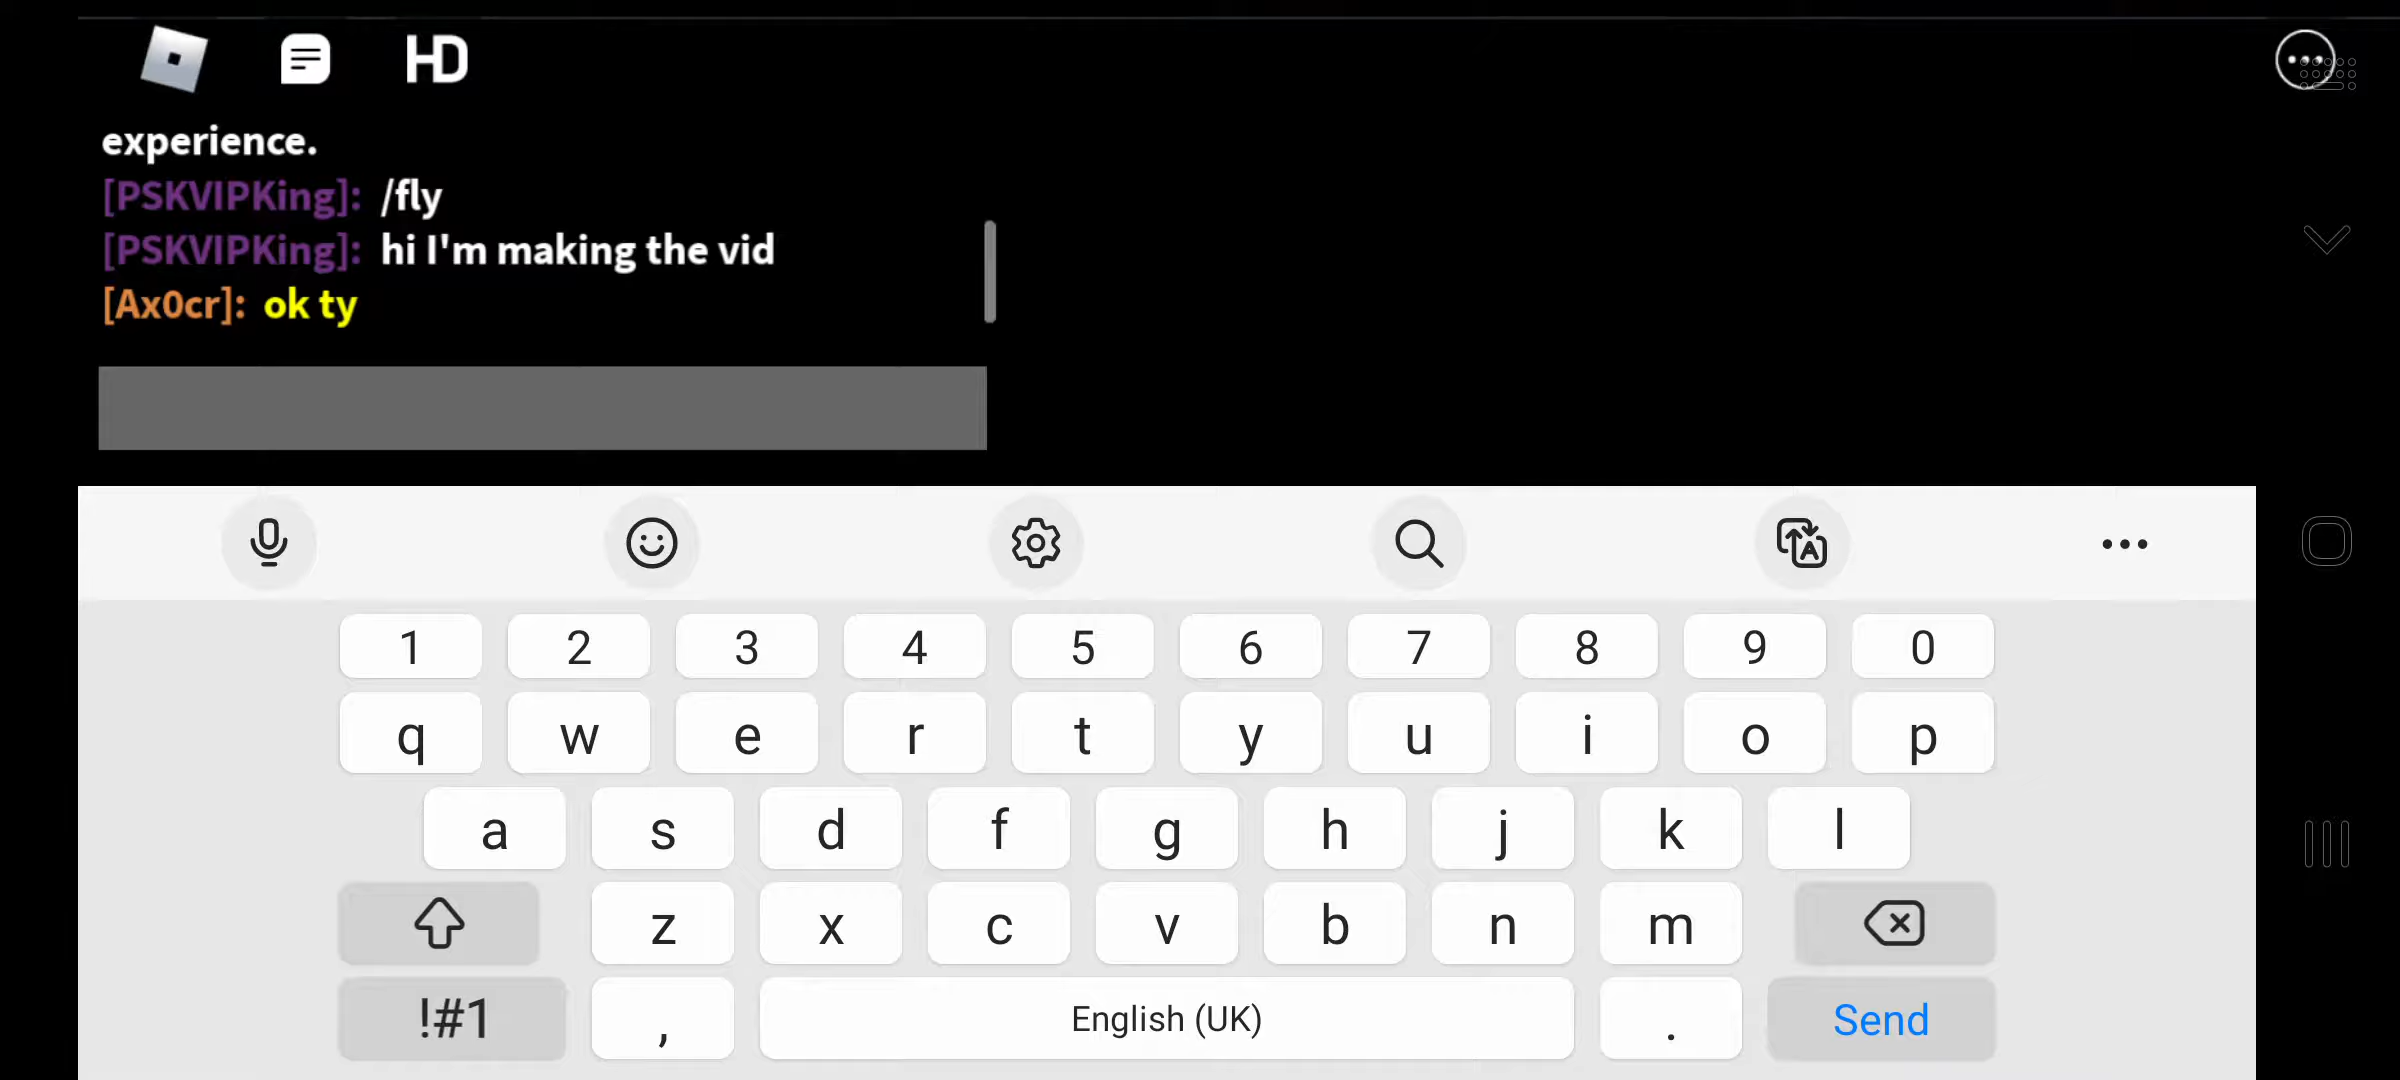 HD
experience.
[PSKVIPKing]: /fly
[PSKVIPKing]: hi I'm making the vid
[Ax0cr]: ok ty
1 2 3 4 5 6 7 8 9 0
q w e r t y u i o p
a s d f g h j k l
z x c v b n m
!#1 , English (UK) . Send